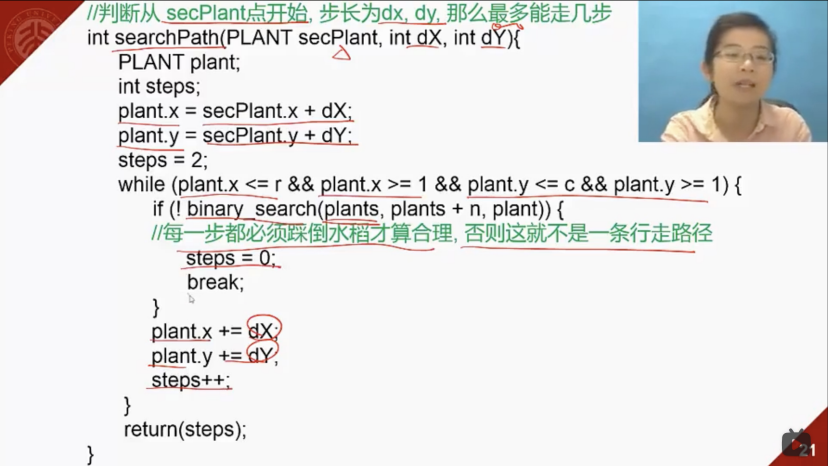 //判断从 secPlant点开始, 步长为dx, dy, 那么最多能走几步
int searchPath(PLANT secPlant, int dX, int dY){
PLANT plant;
int steps;
plant.x = secPlant.x + dX;
plant.y = secPlant.y + dY;
steps = 2;
while (plant.x <= r && plant.x >= 1 && plant.y <= c && plant.y >= 1) {
if (! binary_search(plants, plants + n, plant)) {
//每一步都必须踩倒水稻才算合理, 否则这就不是一条行走路径
steps = 0;
break;
}
plant.x += dX;
plant.y += dY;
steps++;
}
return(steps);
}
21